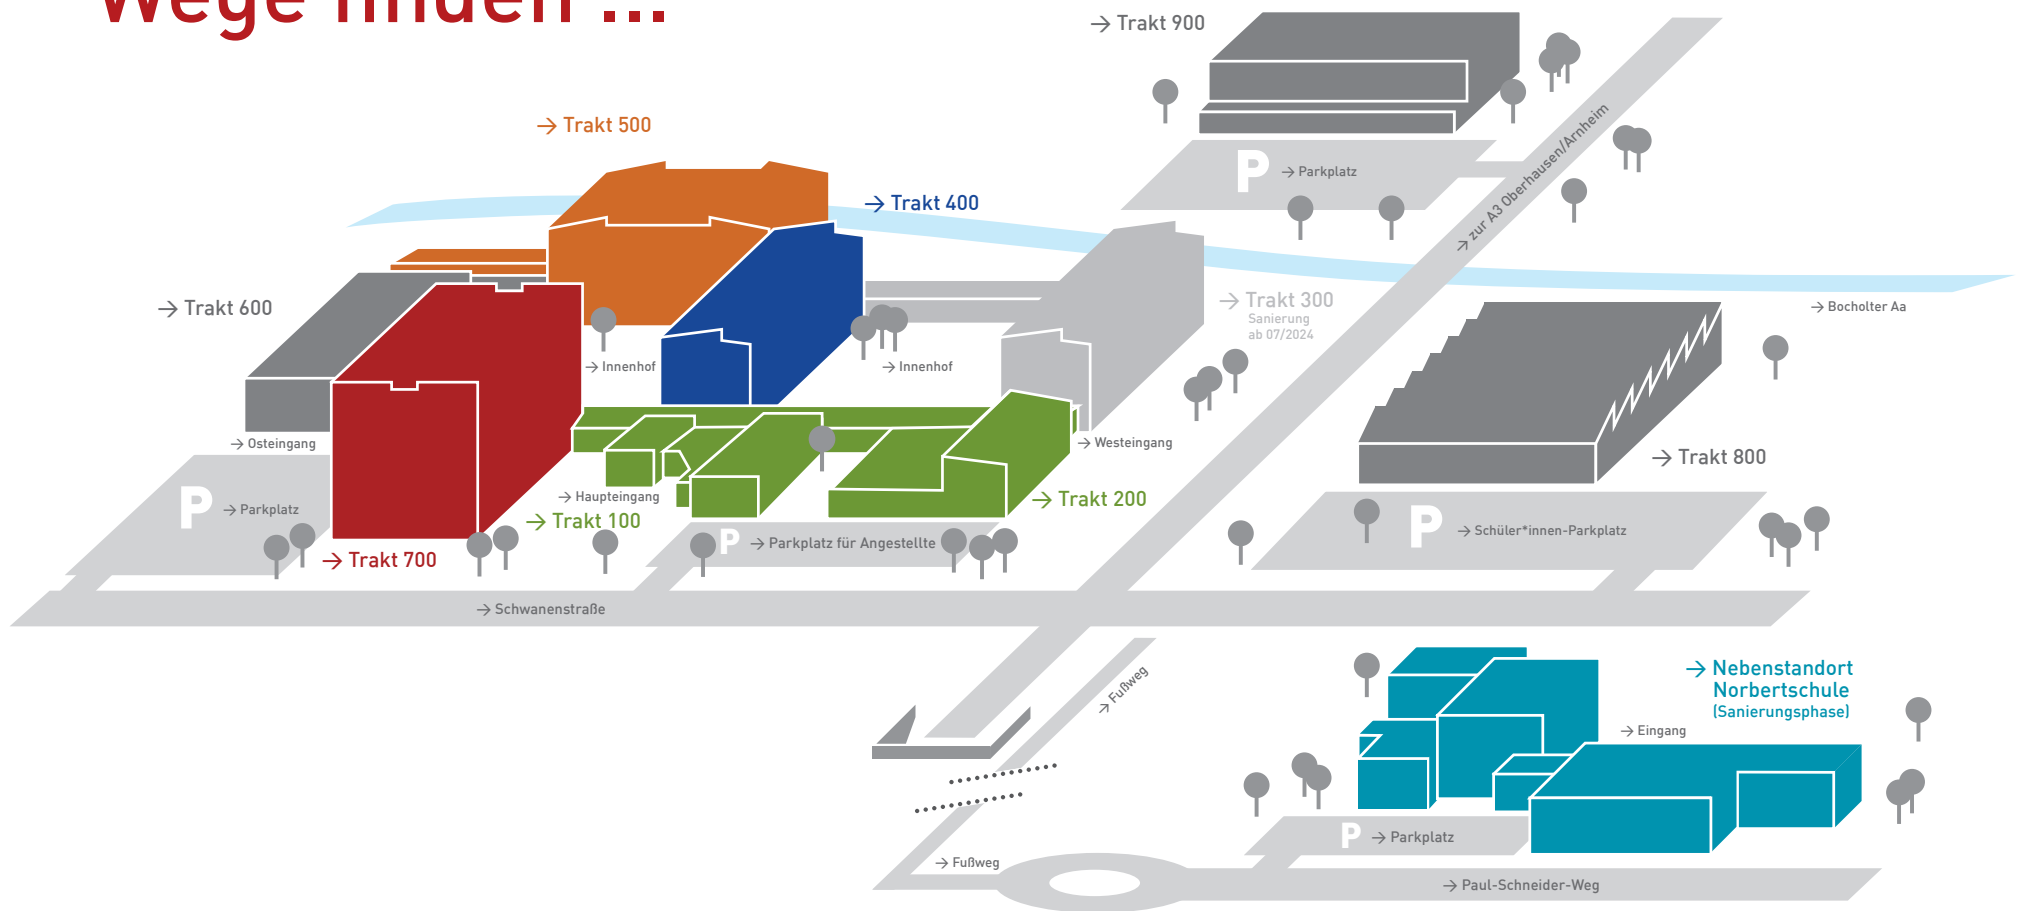 Wege finden ...
→ Trakt 900
→ Trakt 500
P → Parkplatz
→ zur A3 Oberhausen/Arnheim
→ Trakt 400
→ Trakt 600
→ Trakt 300
Sanierung
ab 07/2024
→ Bocholter Aa
→ Innenhof
→ Innenhof
→ Osteingang
→ Westeingang
→ Trakt 800
P → Parkplatz
→ Haupteingang
→ Trakt 100
→ Trakt 200
P → Schüler*innen-Parkplatz
→ Trakt 700
P → Parkplatz für Angestellte
→ Schwanenstraße
→ Fußweg
→ Nebenstandort
Norbertschule
(Sanierungsphase)
→ Eingang
P → Parkplatz
→ Fußweg
→ Paul-Schneider-Weg